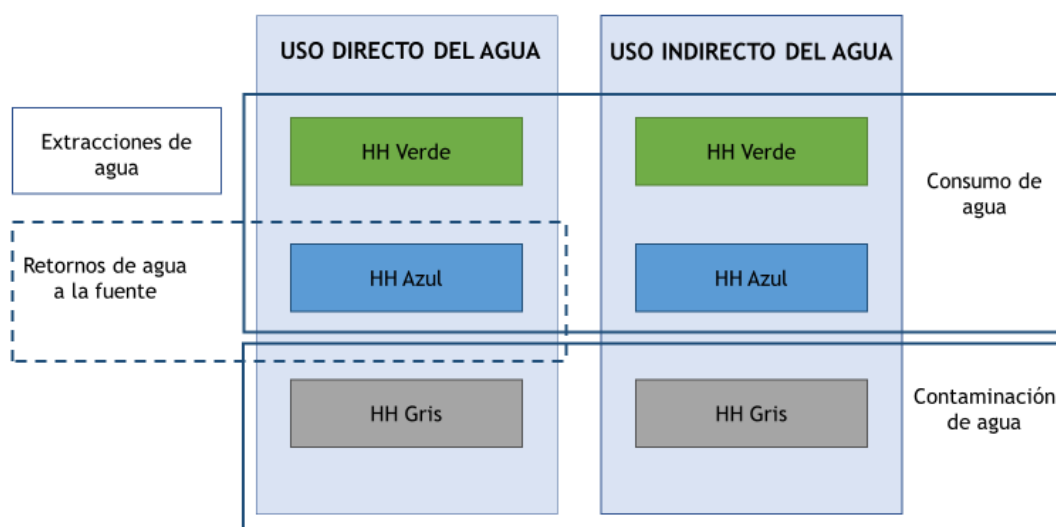 USO DIRECTO DEL AGUA
USO INDIRECTO DEL AGUA
Extracciones de
agua
HH Verde
HH Verde
Consumo de
agua
Retornos de agua
a la fuente
HH Azul
HH Azul
HH Gris
HH Gris
Contaminación
de agua